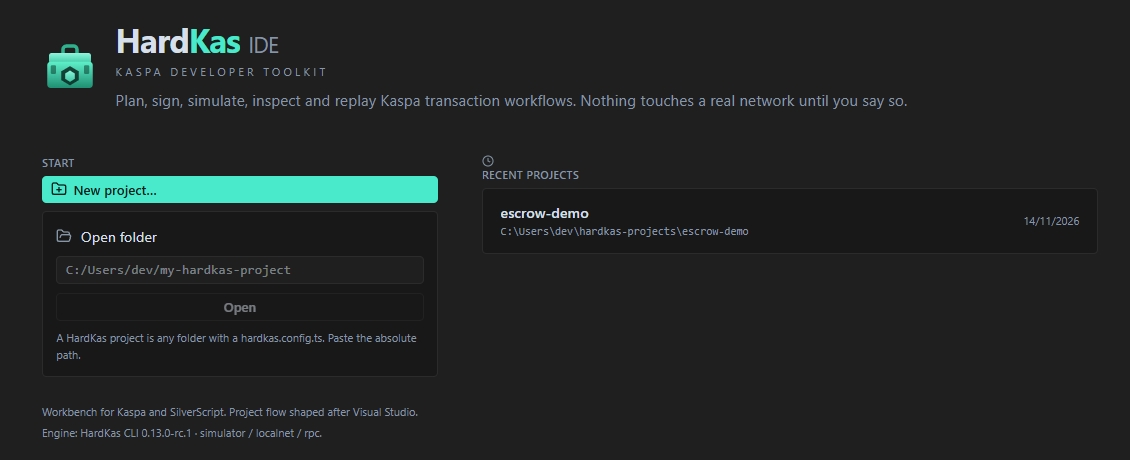 HardKas IDE
KASPA DEVELOPER TOOLKIT
Plan, sign, simulate, inspect and replay Kaspa transaction workflows. Nothing touches a real network until you say so.
START
New project...
Open folder
C:/Users/dev/my-hardkas-project
Open
A HardKas project is any folder with a hardkas.config.ts. Paste the absolute
path.
RECENT PROJECTS
escrow-demo
C:\Users\dev\hardkas-projects\escrow-demo
14/11/2026
Workbench for Kaspa and SilverScript. Project flow shaped after Visual Studio.
Engine: HardKas CLI 0.13.0-rc.1 · simulator / localnet / rpc.